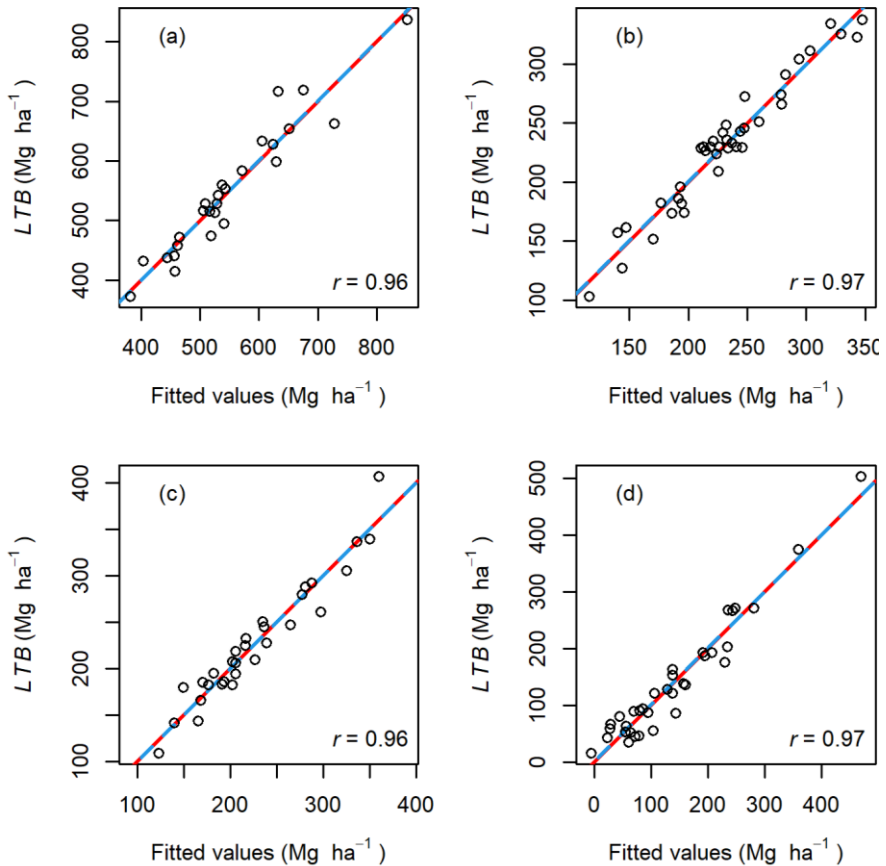 (a)
LTB (Mg ha⁻¹)
400 500 600 700 800
r = 0.96
400 500 600 700 800
Fitted values (Mg ha⁻¹)
(b)
LTB (Mg ha⁻¹)
100 150 200 250 300
r = 0.97
150 200 250 300 350
Fitted values (Mg ha⁻¹)
(c)
LTB (Mg ha⁻¹)
100 200 300 400
r = 0.96
100 200 300 400
Fitted values (Mg ha⁻¹)
(d)
LTB (Mg ha⁻¹)
0 100 200 300 400 500
r = 0.97
0 100 200 300 400
Fitted values (Mg ha⁻¹)